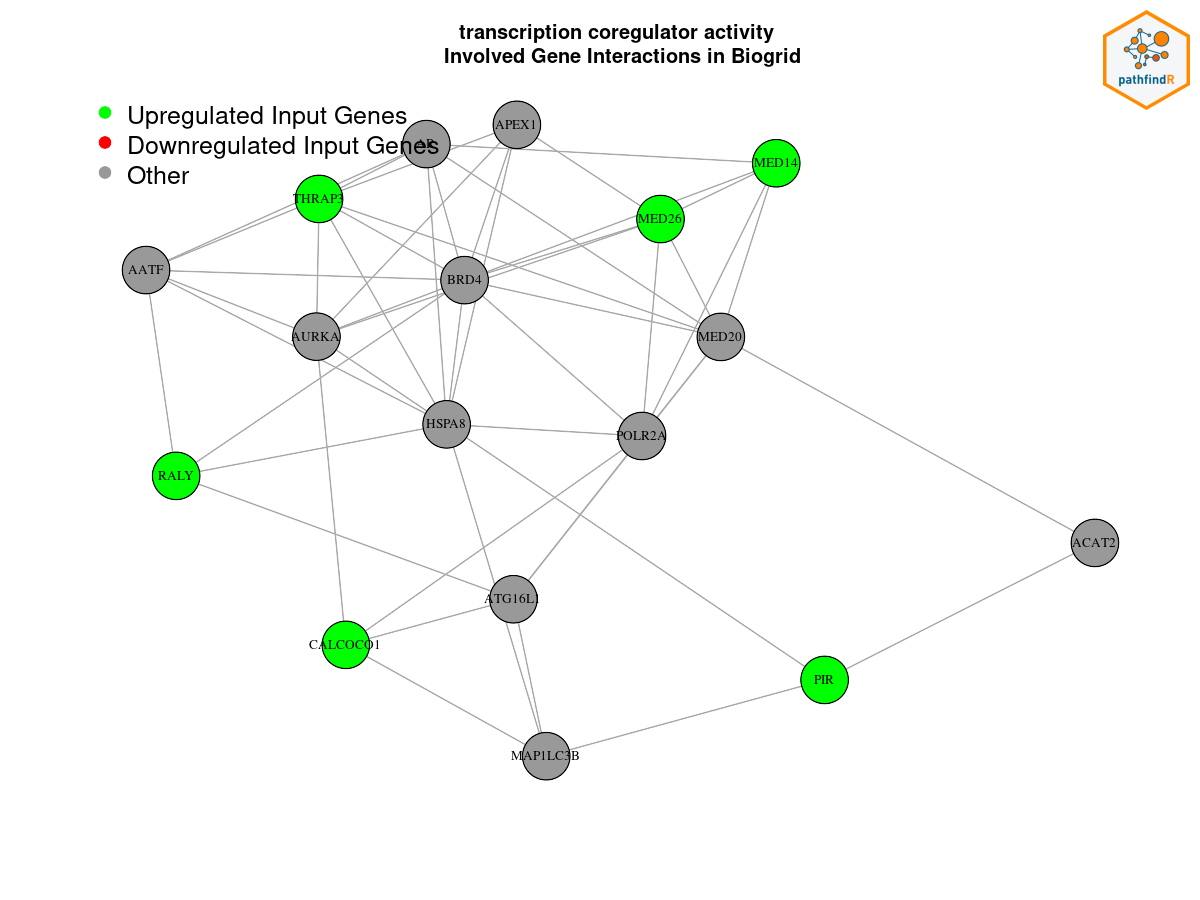 transcription coregulator activity
Involved Gene Interactions in Biogrid
pathfindR
Upregulated Input Genes
Downregulated Input Genes
Other
APEX1
AR
MED14
THRAP3
MED26
AATF
BRD4
AURKA
MED20
HSPA8
POLR2A
RALY
ACAT2
ATG16L1
CALCOCO1
PIR
MAP1LC3B